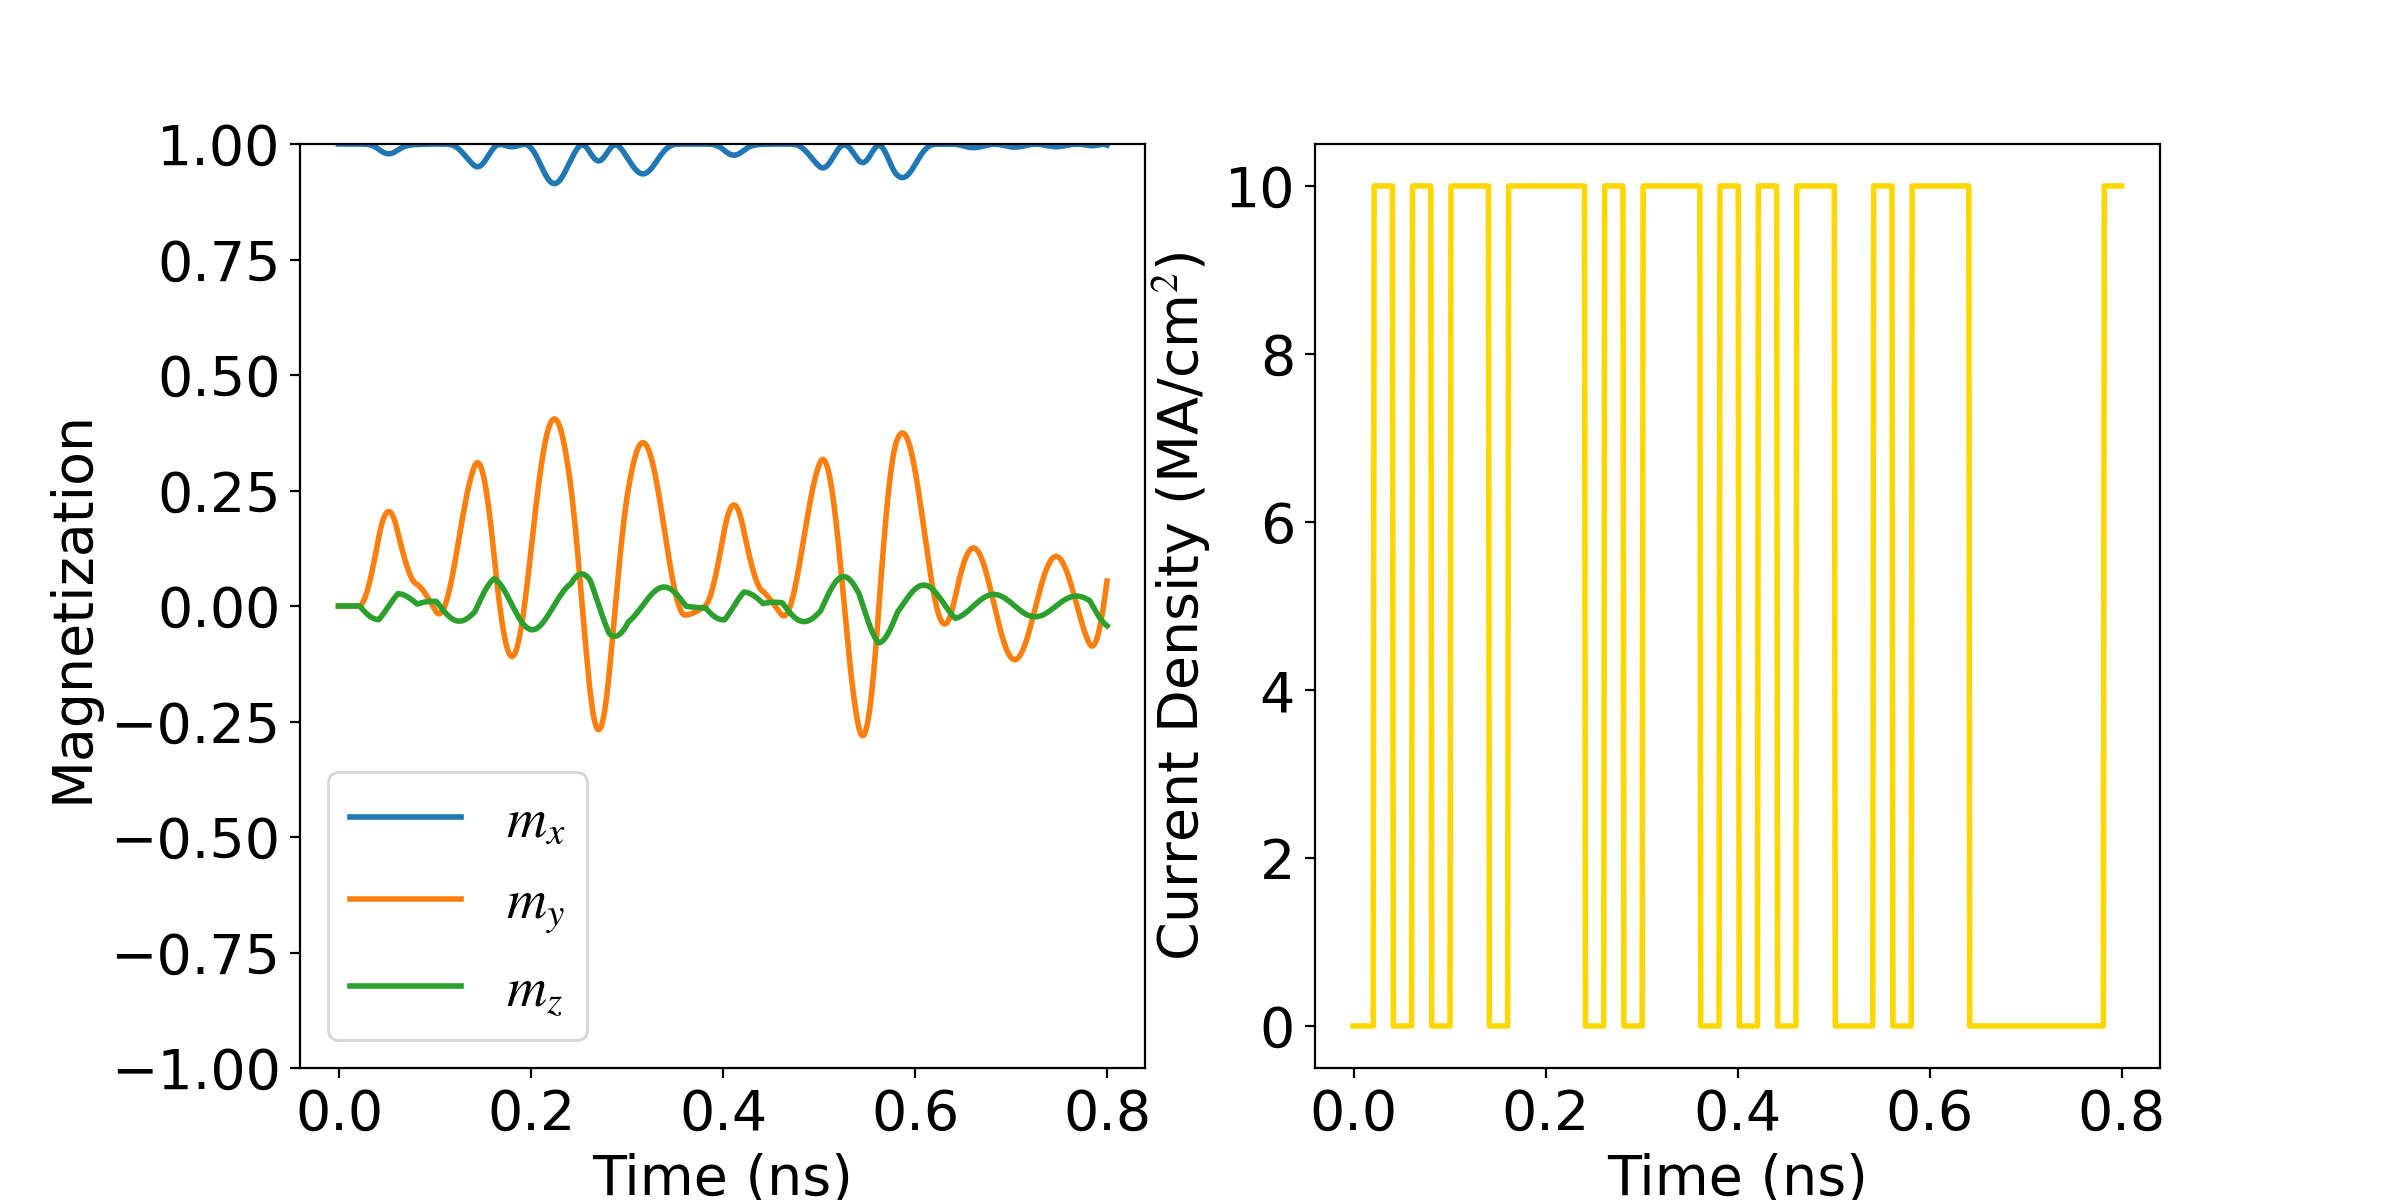 1.00
0.75
0.50
0.25
0.00
−0.25
−0.50
−0.75
−1.00
Magnetization
m_x
m_y
m_z
0.0 0.2 0.4 0.6 0.8
Time (ns)
10
8
6
4
2
0
Current Density (MA/cm²)
0.0 0.2 0.4 0.6 0.8
Time (ns)